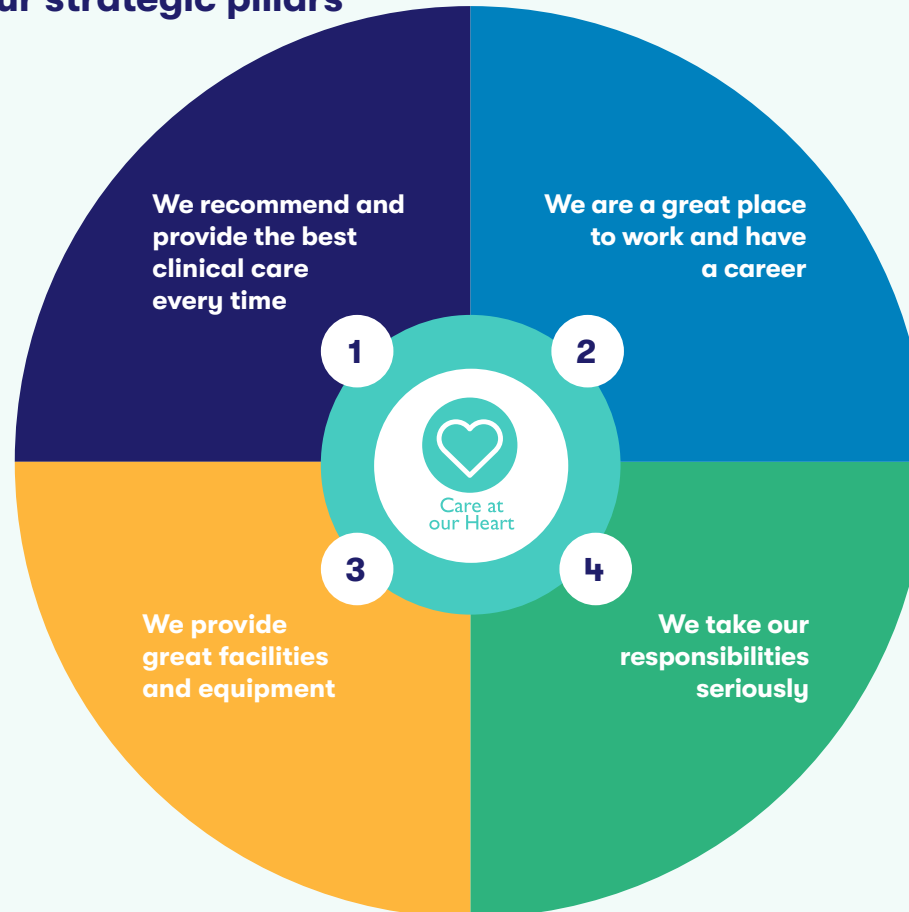 strategic pillars
We recommend and
provide the best
clinical care
every time
We are a great place
to work and have
a career
1
2
Care at
our Heart
3
4
We provide
great facilities
and equipment
We take our
responsibilities
seriously